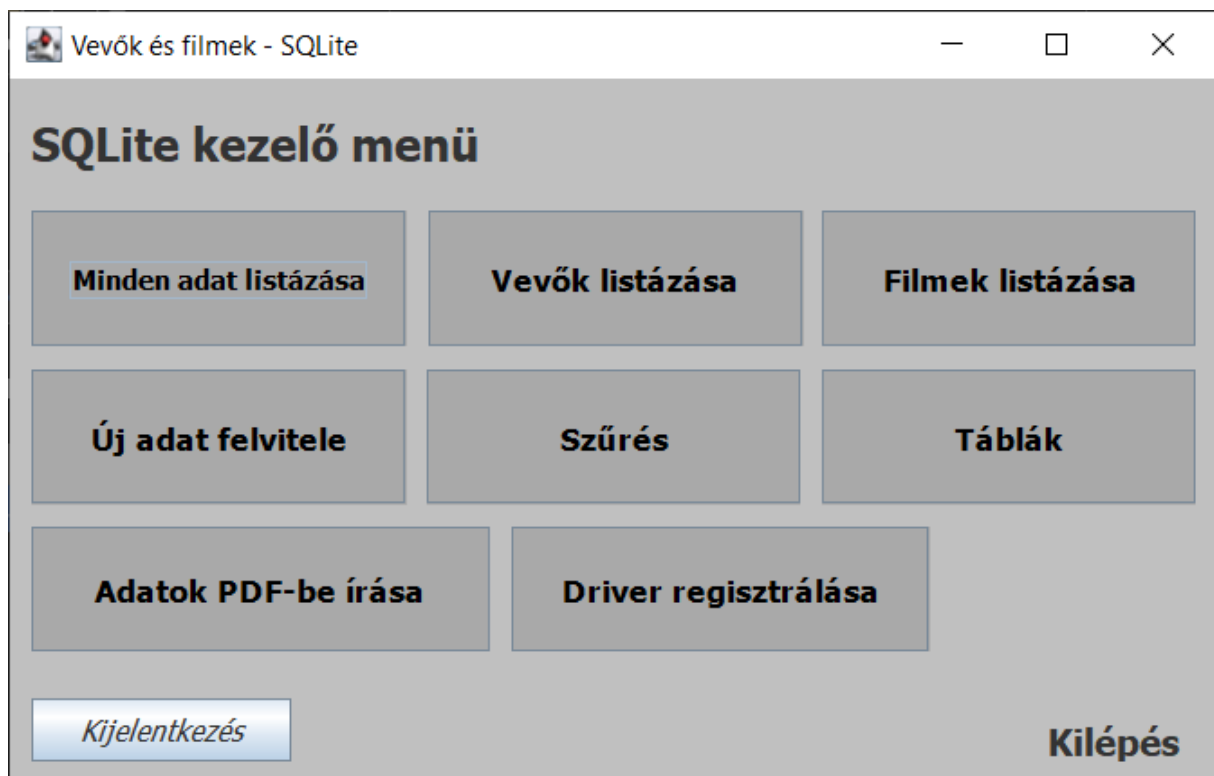 Vevők és filmek - SQLite
SQLite kezelő menü
Minden adat listázása
Vevők listázása
Filmek listázása
Új adat felvitele
Szűrés
Táblák
Adatok PDF-be írása
Driver regisztrálása
Kijelentkezés
Kilépés